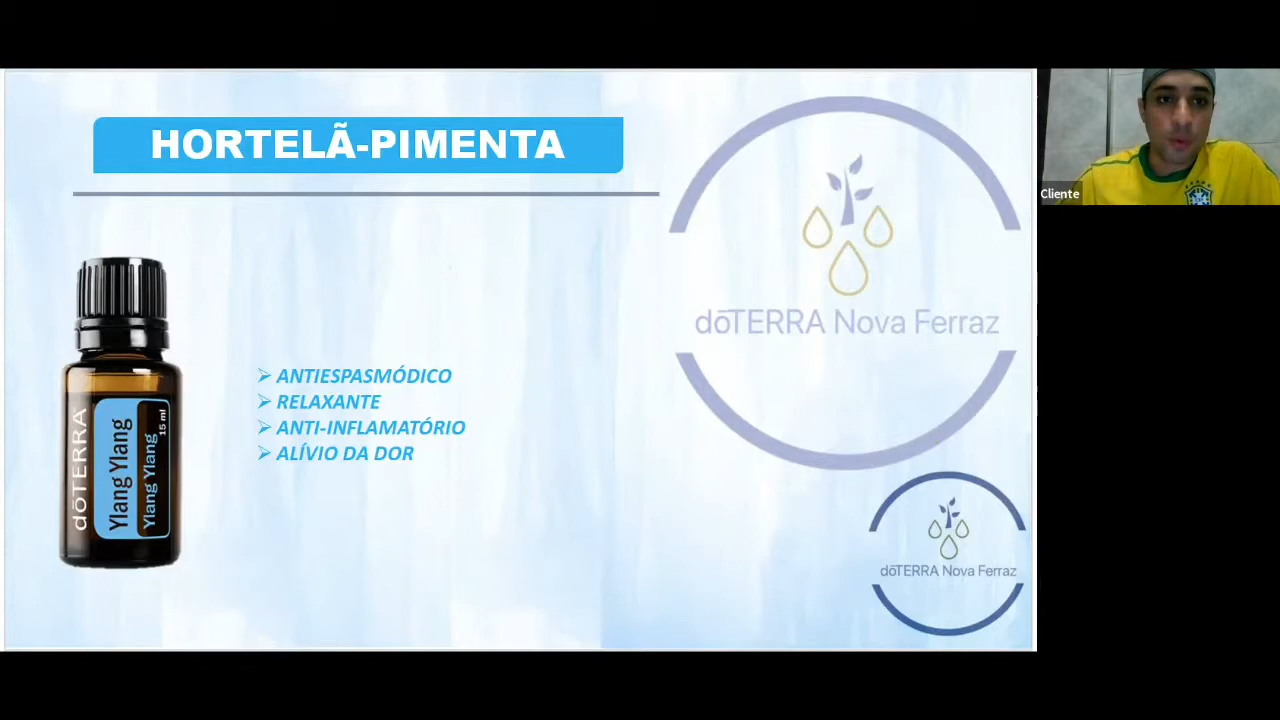 HORTELÃ-PIMENTA
Cliente
dōTERRA Nova Ferraz
➢ ANTIESPASMÓDICO
➢ RELAXANTE
➢ ANTI-INFLAMATÓRIO
➢ ALÍVIO DA DOR
dōTERRA
Ylang Ylang
Ylang Ylang
15 ml
dōTERRA Nova Ferraz